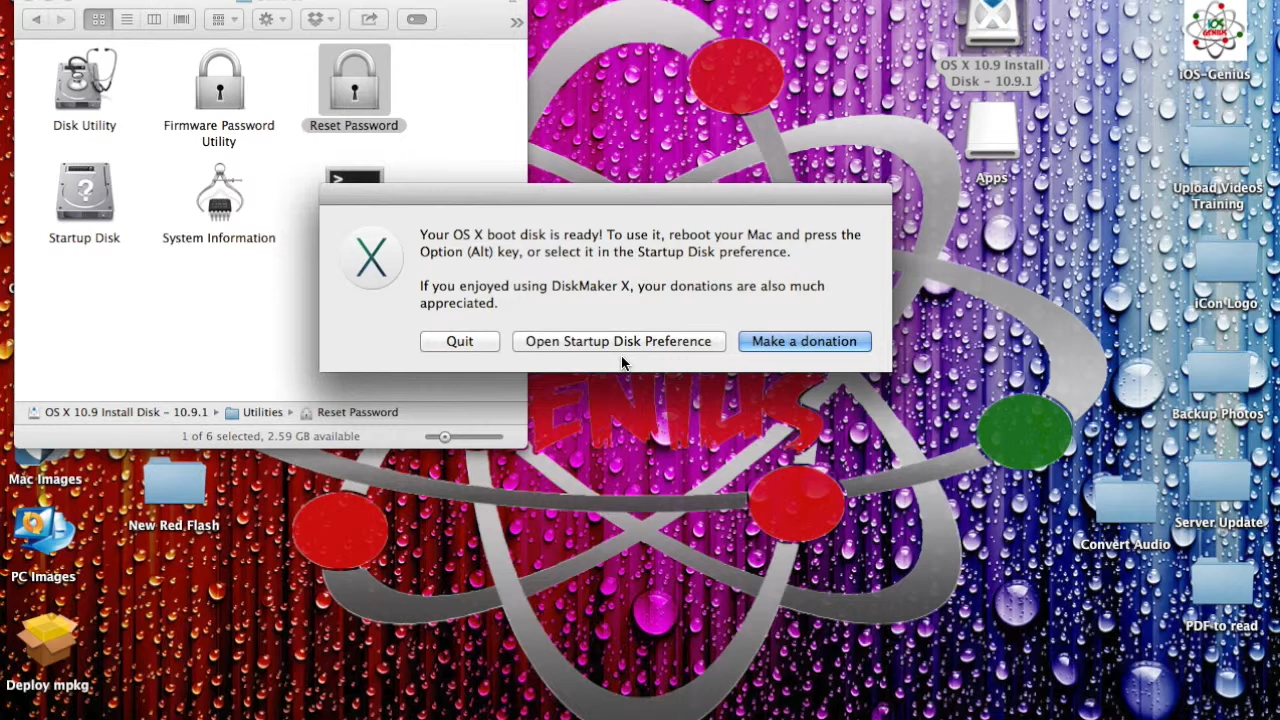 Disk Utility
Firmware Password
Utility
Reset Password
Startup Disk
System Information
Your OS X boot disk is ready! To use it, reboot your Mac and press the
Option (Alt) key, or select it in the Startup Disk preference.
If you enjoyed using DiskMaker X, your donations are also much
appreciated.
Quit
Open Startup Disk Preference
Make a donation
OS X 10.9 Install Disk - 10.9.1
Utilities
Reset Password
1 of 6 selected, 2.59 GB available
OS X 10.9 Install
Disk - 10.9.1
Apps
iOS
GENIUS
iOS-Genius
Upload Videos
Training
iCon Logo
Backup Photos
Server Update
Convert Audio
PDF to read
ENIUS
Mac Images
New Red Flash
PC Images
Deploy mpkg